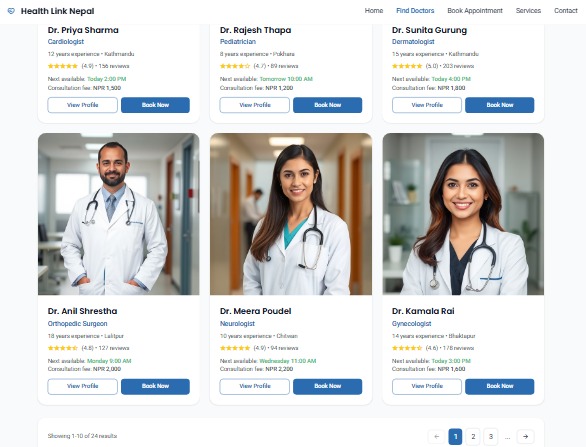 Health Link Nepal
Home Find Doctors Book Appointment Services Contact
Dr. Priya Sharma
Cardiologist
12 years experience • Kathmandu
(4.9) • 156 reviews
Next available: Today 2:00 PM
Consultation fee: NPR 1,500
View Profile Book Now
Dr. Rajesh Thapa
Pediatrician
8 years experience • Pokhara
(4.7) • 89 reviews
Next available: Tomorrow 10:00 AM
Consultation fee: NPR 1,200
View Profile Book Now
Dr. Sunita Gurung
Dermatologist
15 years experience • Kathmandu
(5.0) • 203 reviews
Next available: Today 4:00 PM
Consultation fee: NPR 1,800
View Profile Book Now
Dr. Anil Shrestha
Orthopedic Surgeon
18 years experience • Lalitpur
(4.8) • 127 reviews
Next available: Monday 9:00 AM
Consultation fee: NPR 2,000
View Profile Book Now
Dr. Meera Poudel
Neurologist
10 years experience • Chitwan
(4.9) • 94 reviews
Next available: Wednesday 11:00 AM
Consultation fee: NPR 2,200
View Profile Book Now
Dr. Kamala Rai
Gynecologist
14 years experience • Bhaktapur
(4.6) • 178 reviews
Next available: Today 3:00 PM
Consultation fee: NPR 1,600
View Profile Book Now
Showing 1-10 of 24 results
← 1 2 3 ... →